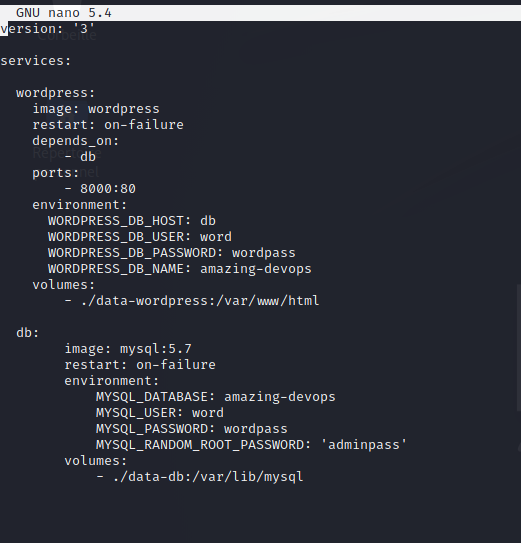 GNU nano 5.4
version: '3'
services:
wordpress:
image: wordpress
restart: on-failure
depends_on:
- db
ports:
- 8000:80
environment:
WORDPRESS_DB_HOST: db
WORDPRESS_DB_USER: word
WORDPRESS_DB_PASSWORD: wordpass
WORDPRESS_DB_NAME: amazing-devops
volumes:
- ./data-wordpress:/var/www/html
db:
image: mysql:5.7
restart: on-failure
environment:
MYSQL_DATABASE: amazing-devops
MYSQL_USER: word
MYSQL_PASSWORD: wordpass
MYSQL_RANDOM_ROOT_PASSWORD: 'adminpass'
volumes:
- ./data-db:/var/lib/mysql